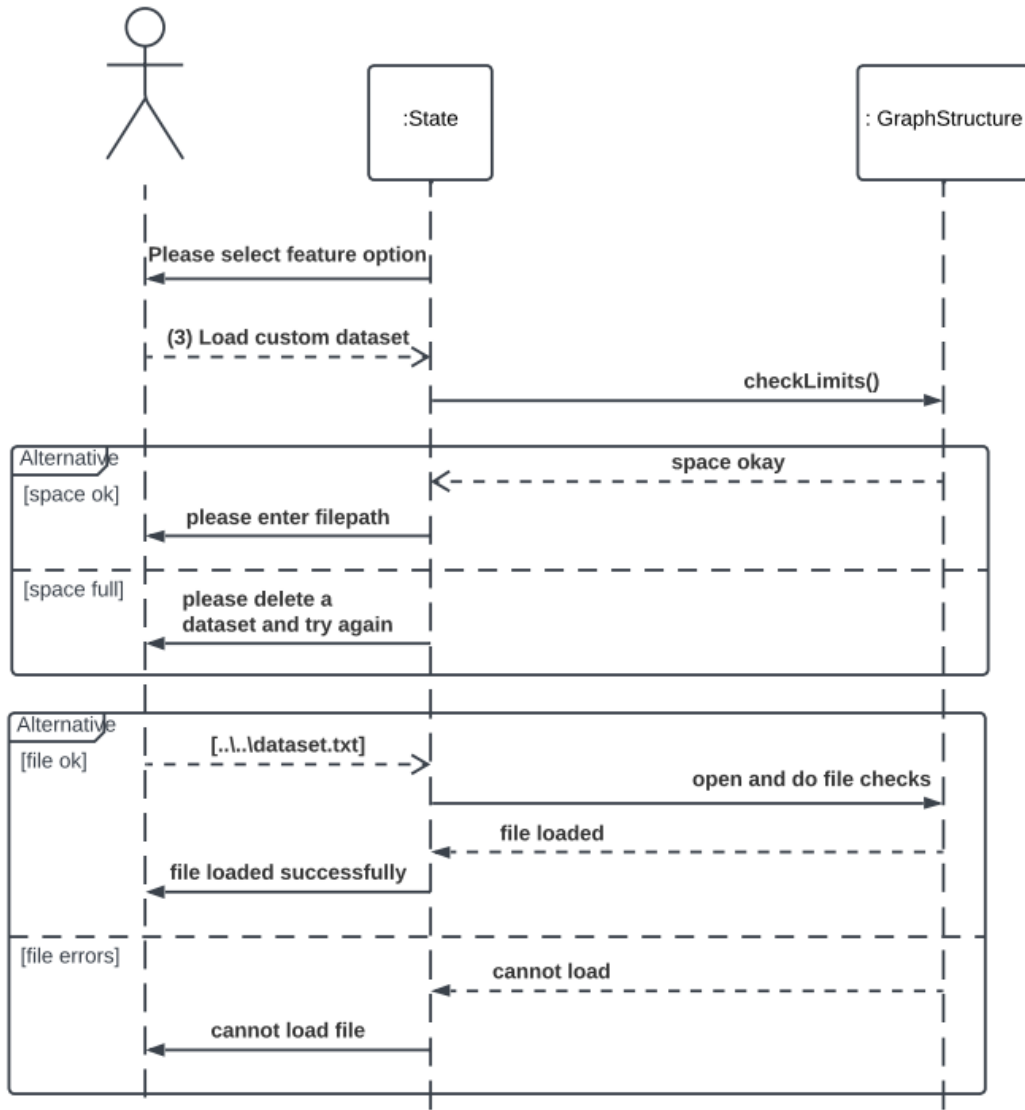 :State
: GraphStructure
Please select feature option
(3) Load custom dataset
checkLimits()
Alternative
space okay
[space ok]
please enter filepath
[space full]
please delete a
dataset and try again
Alternative
[..\..\dataset.txt]
[file ok]
open and do file checks
file loaded
file loaded successfully
[file errors]
cannot load
cannot load file